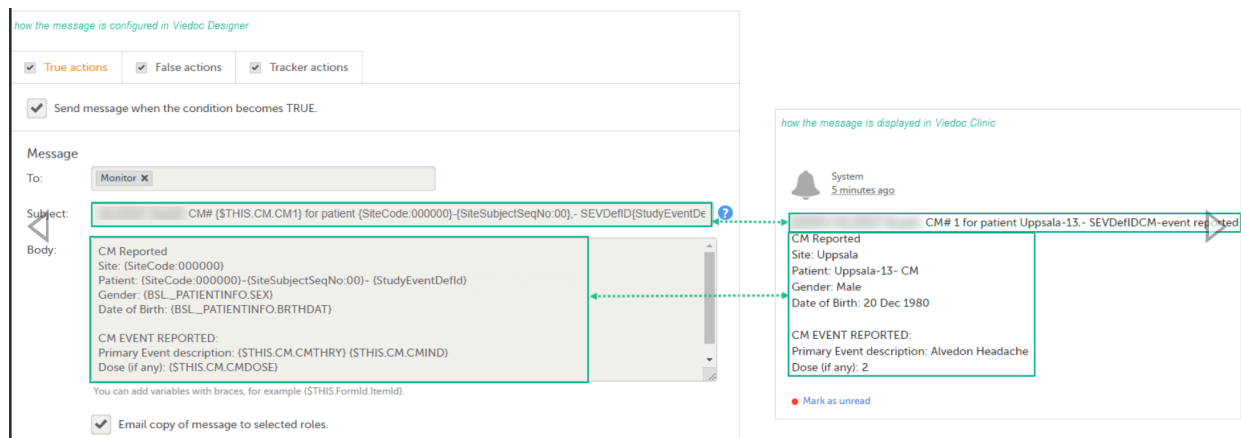 how the message is configured in Viedoc Designer
True actions
False actions
Tracker actions
Send message when the condition becomes TRUE.
Message
To:
Monitor ✕
Subject:
CM# {$THIS.CM.CM1} for patient {SiteCode:000000}-{SiteSubjectSeqNo:00},- SEVDefID{StudyEventDe
?
Body:
CM Reported
Site: {SiteCode:000000}
Patient: {SiteCode:000000}-{SiteSubjectSeqNo:00}- {StudyEventDefId}
Gender: {BSL._PATIENTINFO.SEX}
Date of Birth: {BSL._PATIENTINFO.BRTHDAT}
CM EVENT REPORTED:
Primary Event description: {$THIS.CM.CMTHRY} {$THIS.CM.CMIND}
Dose (if any): {$THIS.CM.CMDOSE}
You can add variables with braces, for example {$THIS.FormId.ItemId}.
Email copy of message to selected roles.
how the message is displayed in Viedoc Clinic
System
5 minutes ago
CM# 1 for patient Uppsala-13,- SEVDefIDCM-event reported
CM Reported
Site: Uppsala
Patient: Uppsala-13- CM
Gender: Male
Date of Birth: 20 Dec 1980
CM EVENT REPORTED:
Primary Event description: Alvedon Headache
Dose (if any): 2
Mark as unread